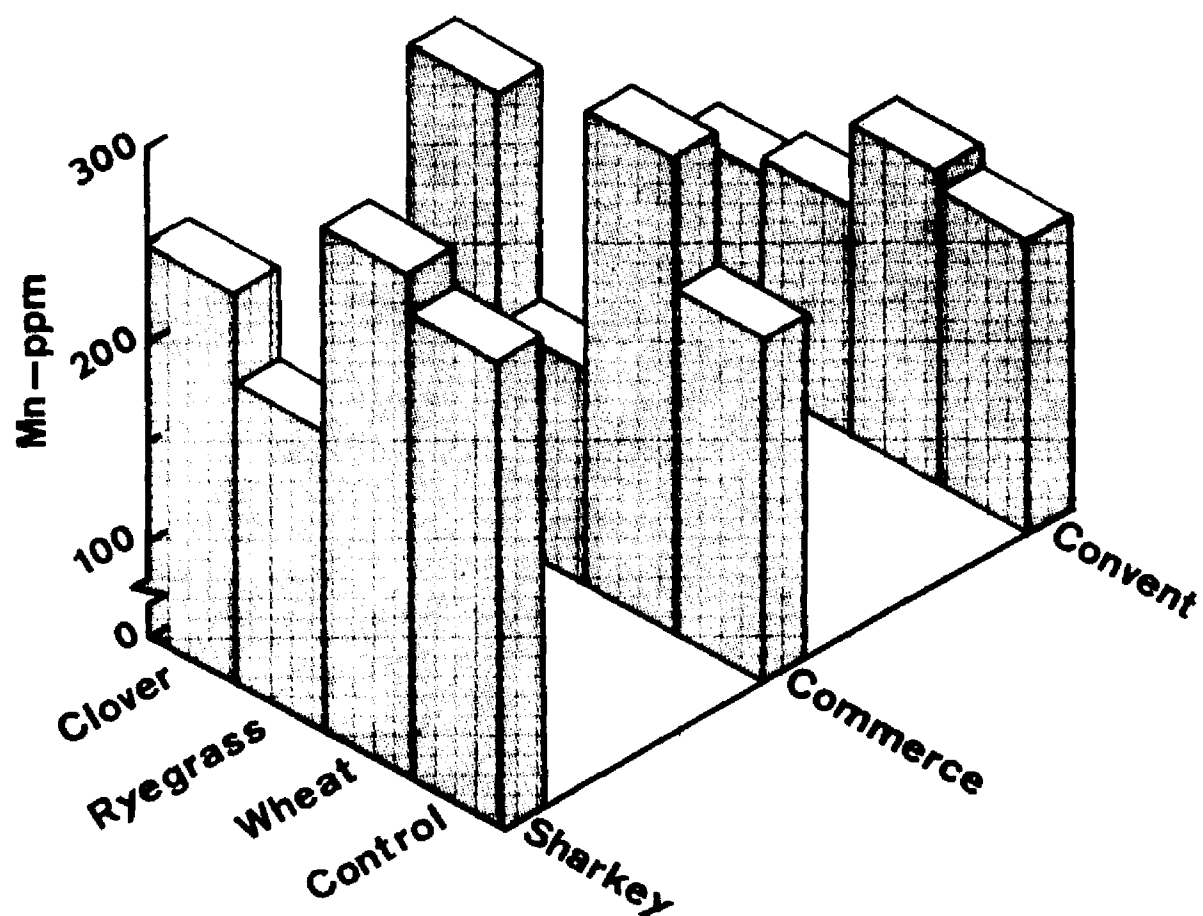 300
200
100
0
Mn-ppm
Clover
Ryegrass
Wheat
Control
Sharkey
Commerce
Convent